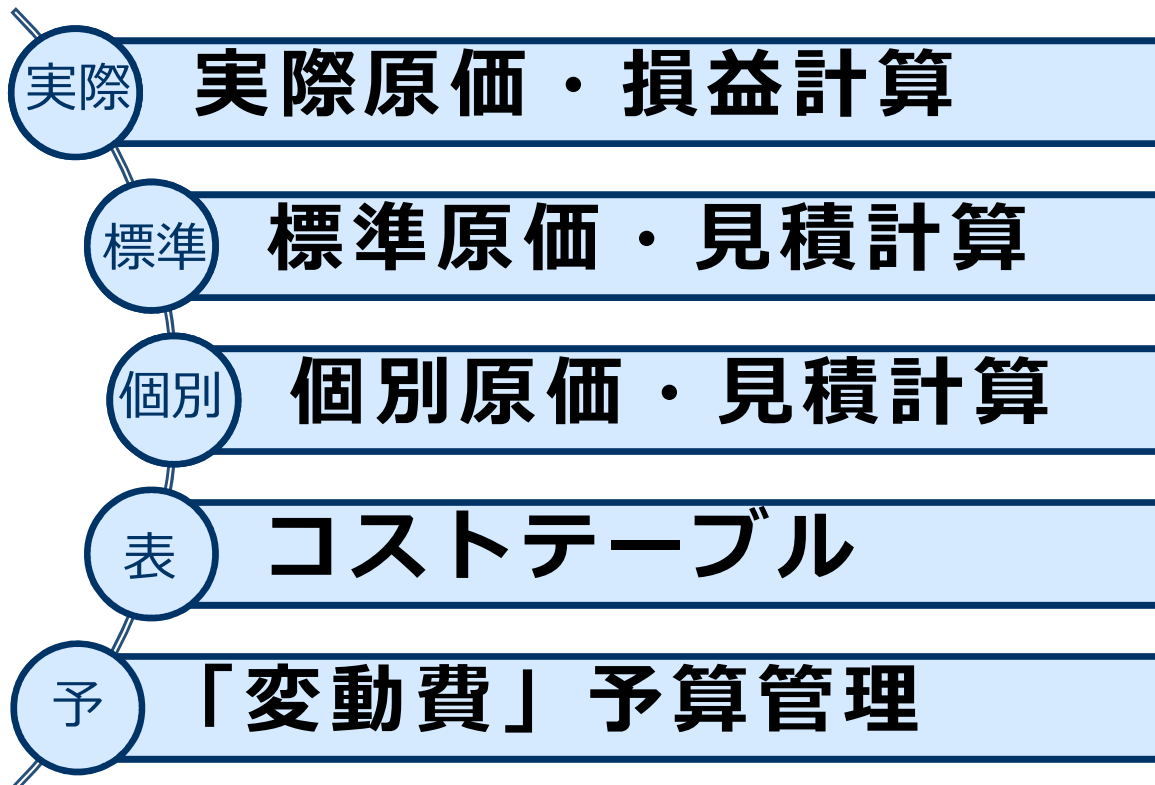 実際 実際原価・損益計算
標準 標準原価・見積計算
個別 個別原価・見積計算
表 コストテーブル
予 「変動費」予算管理